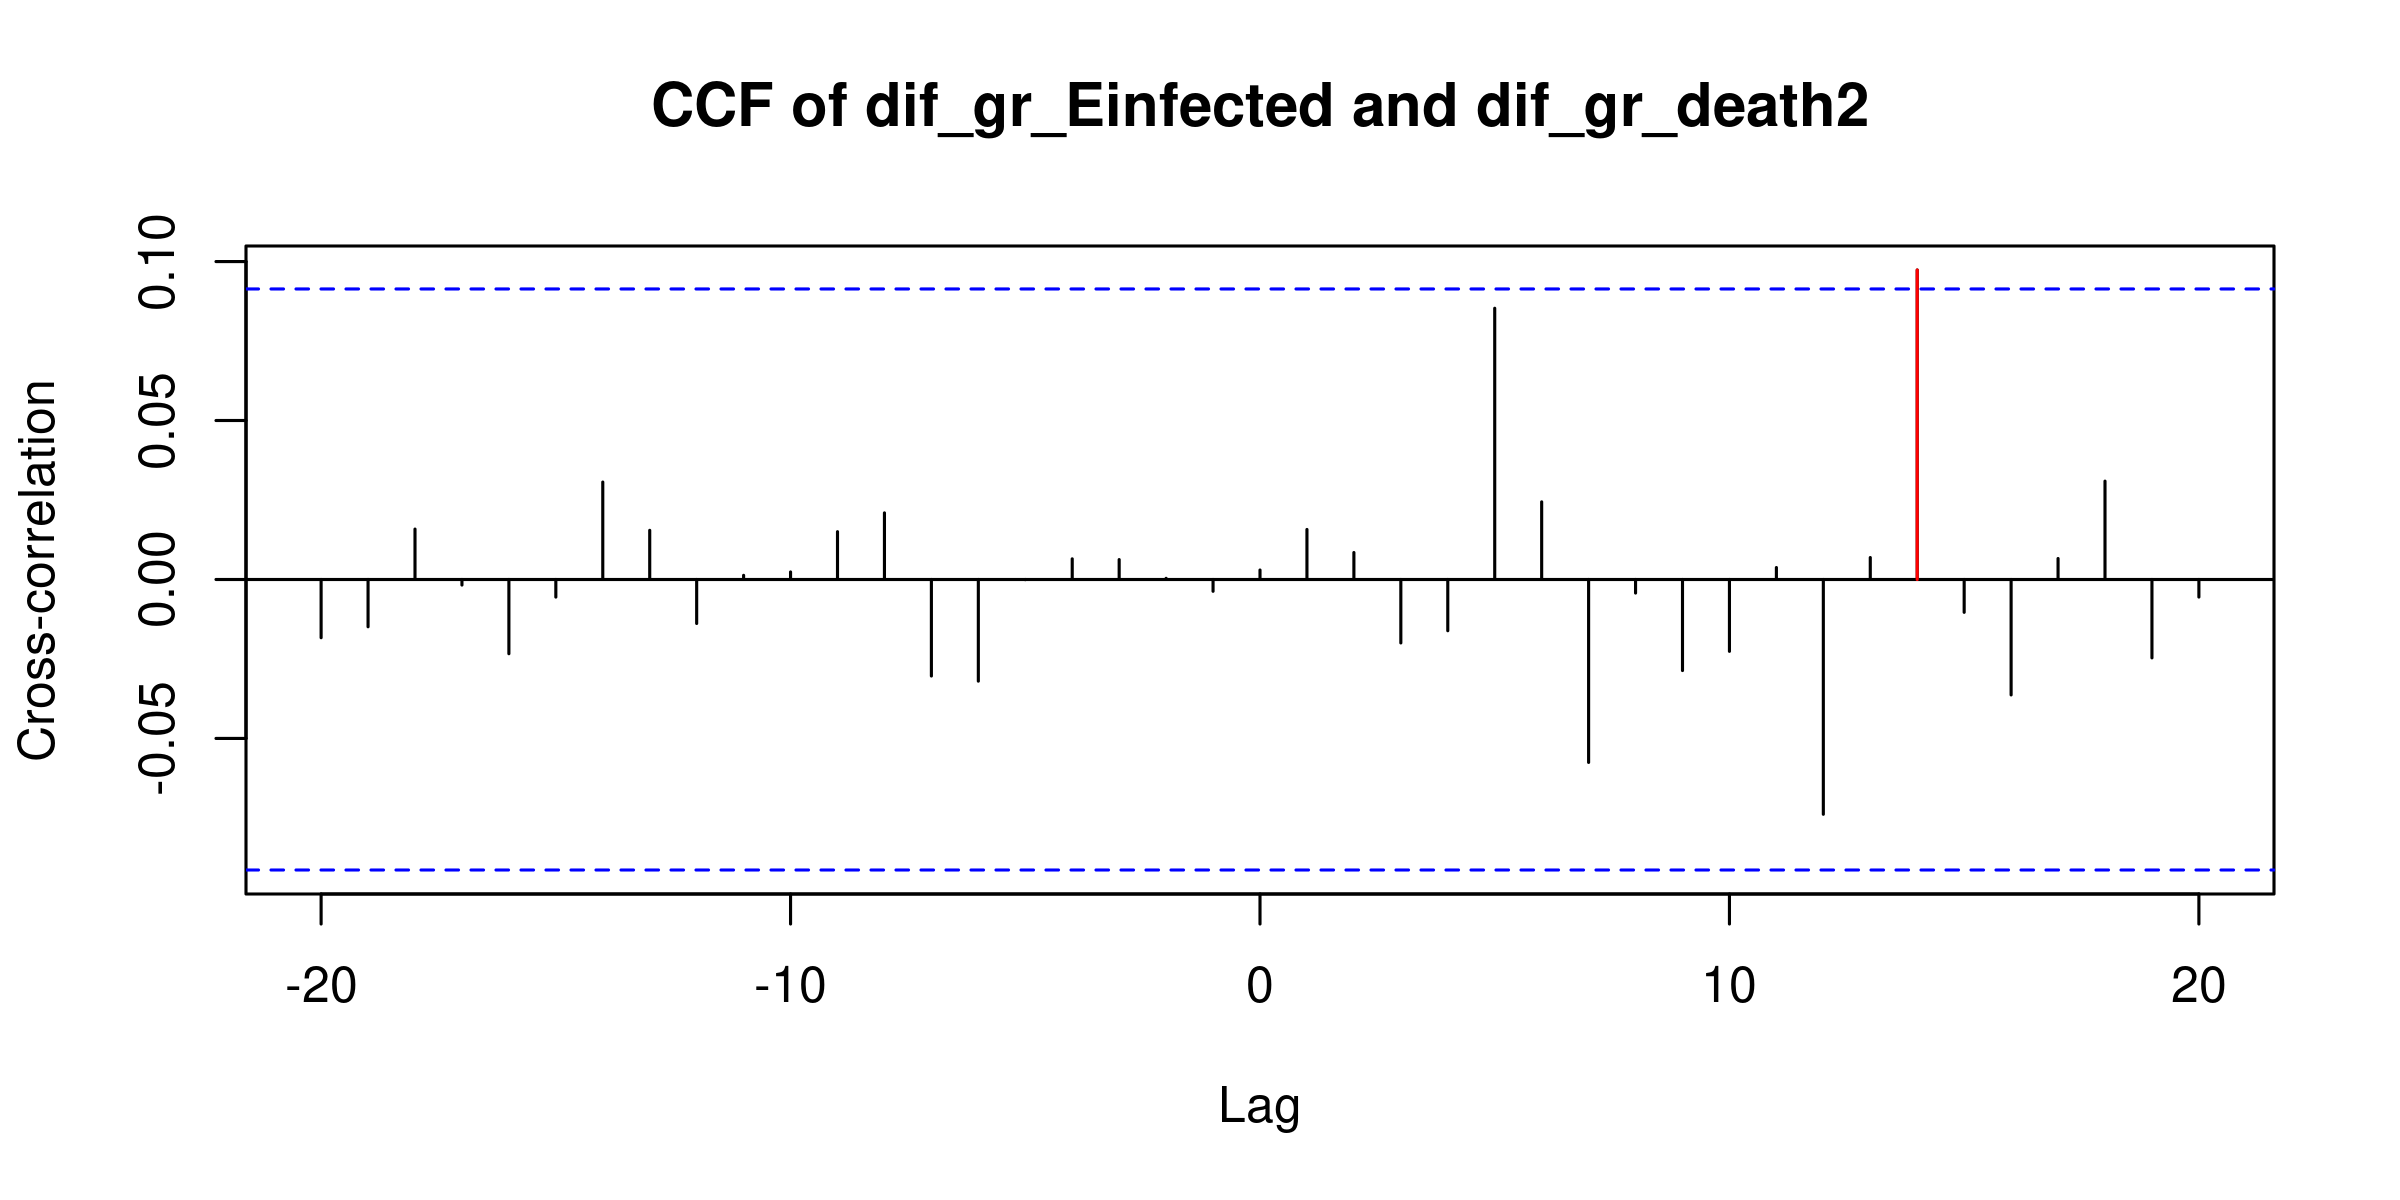 CCF of dif_gr_Einfected and dif_gr_death2
Cross-correlation
0.10
0.05
0.00
-0.05
-20 -10 0 10 20
Lag